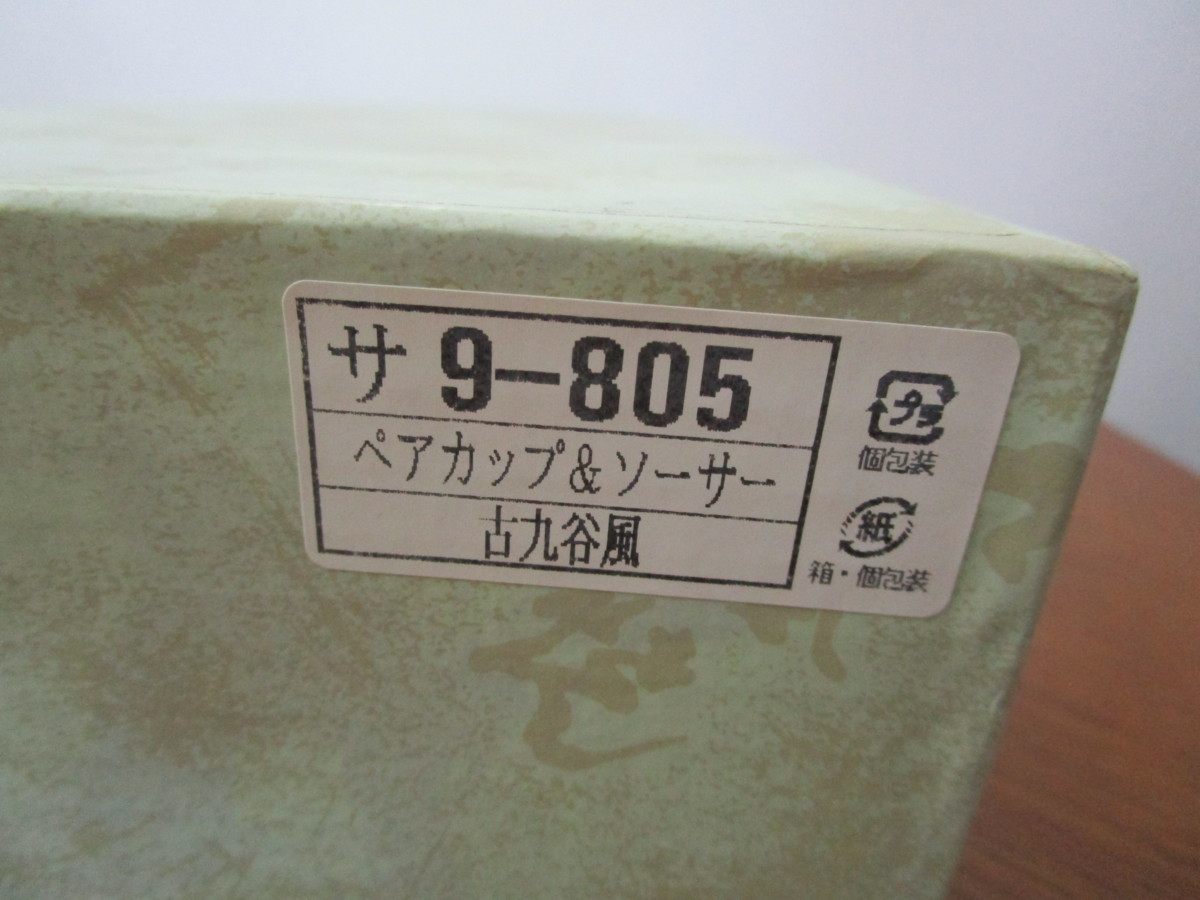 サ 9-805
ペアカップ&ソーサー
古九谷風
プラ
個包装
紙
箱・個包装